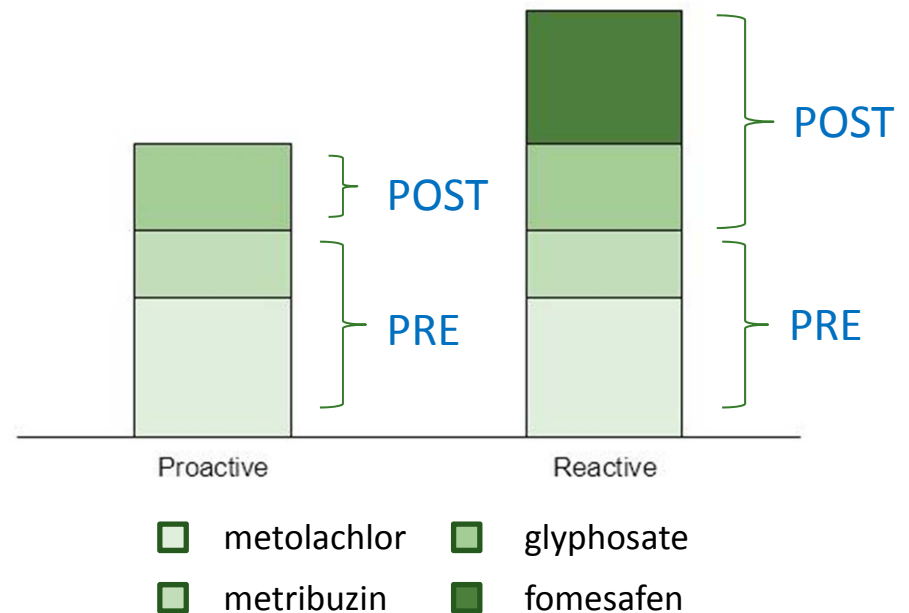 POST
POST
PRE
PRE
Proactive
Reactive
metolachlor
glyphosate
metribuzin
fomesafen